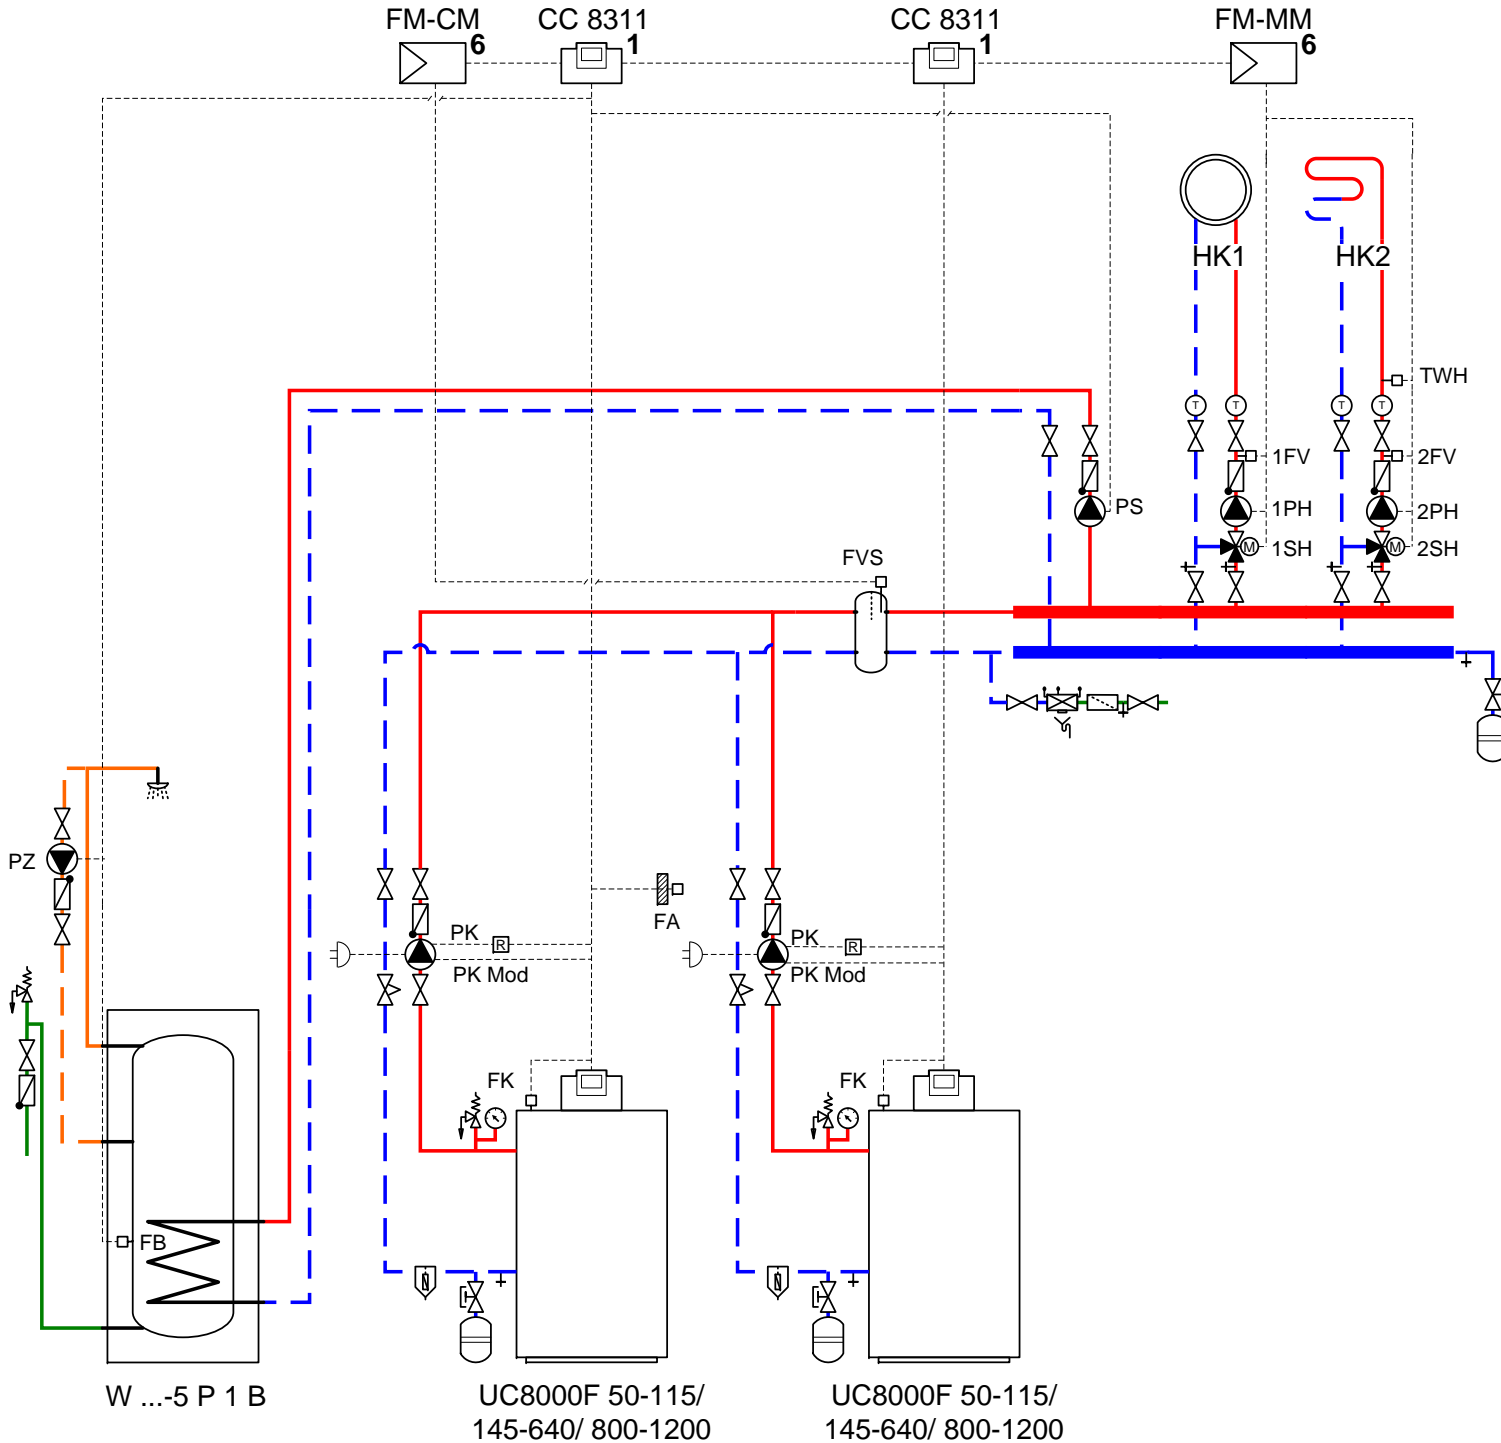 FM-CM
6
CC 8311
1
CC 8311
1
FM-MM
6
HK1
HK2
TWH
T
T
T
T
1FV
2FV
PS
1PH
2PH
M
1SH
M
2SH
FVS
PZ
FA
PK
R
PK Mod
PK
R
PK Mod
FK
FK
FB
W ...-5 P 1 B
UC8000F 50-115/
145-640/ 800-1200
UC8000F 50-115/
145-640/ 800-1200